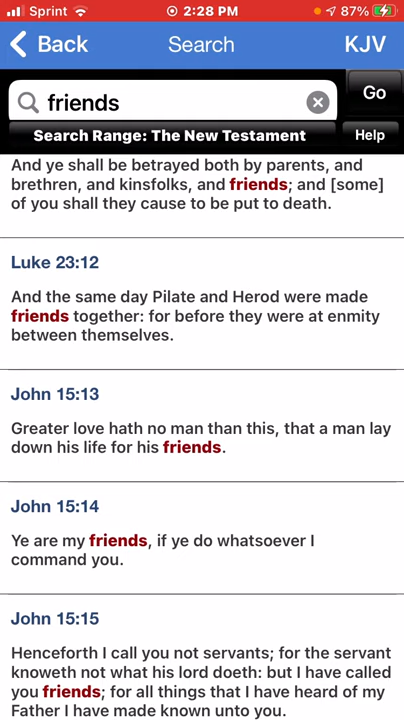 Sprint 2:28 PM 87%
Back Search KJV
friends Go
Search Range: The New Testament Help
And ye shall be betrayed both by parents, and
brethren, and kinsfolks, and friends; and [some]
of you shall they cause to be put to death.
Luke 23:12
And the same day Pilate and Herod were made
friends together: for before they were at enmity
between themselves.
John 15:13
Greater love hath no man than this, that a man lay
down his life for his friends.
John 15:14
Ye are my friends, if ye do whatsoever I
command you.
John 15:15
Henceforth I call you not servants; for the servant
knoweth not what his lord doeth: but I have called
you friends; for all things that I have heard of my
Father I have made known unto you.